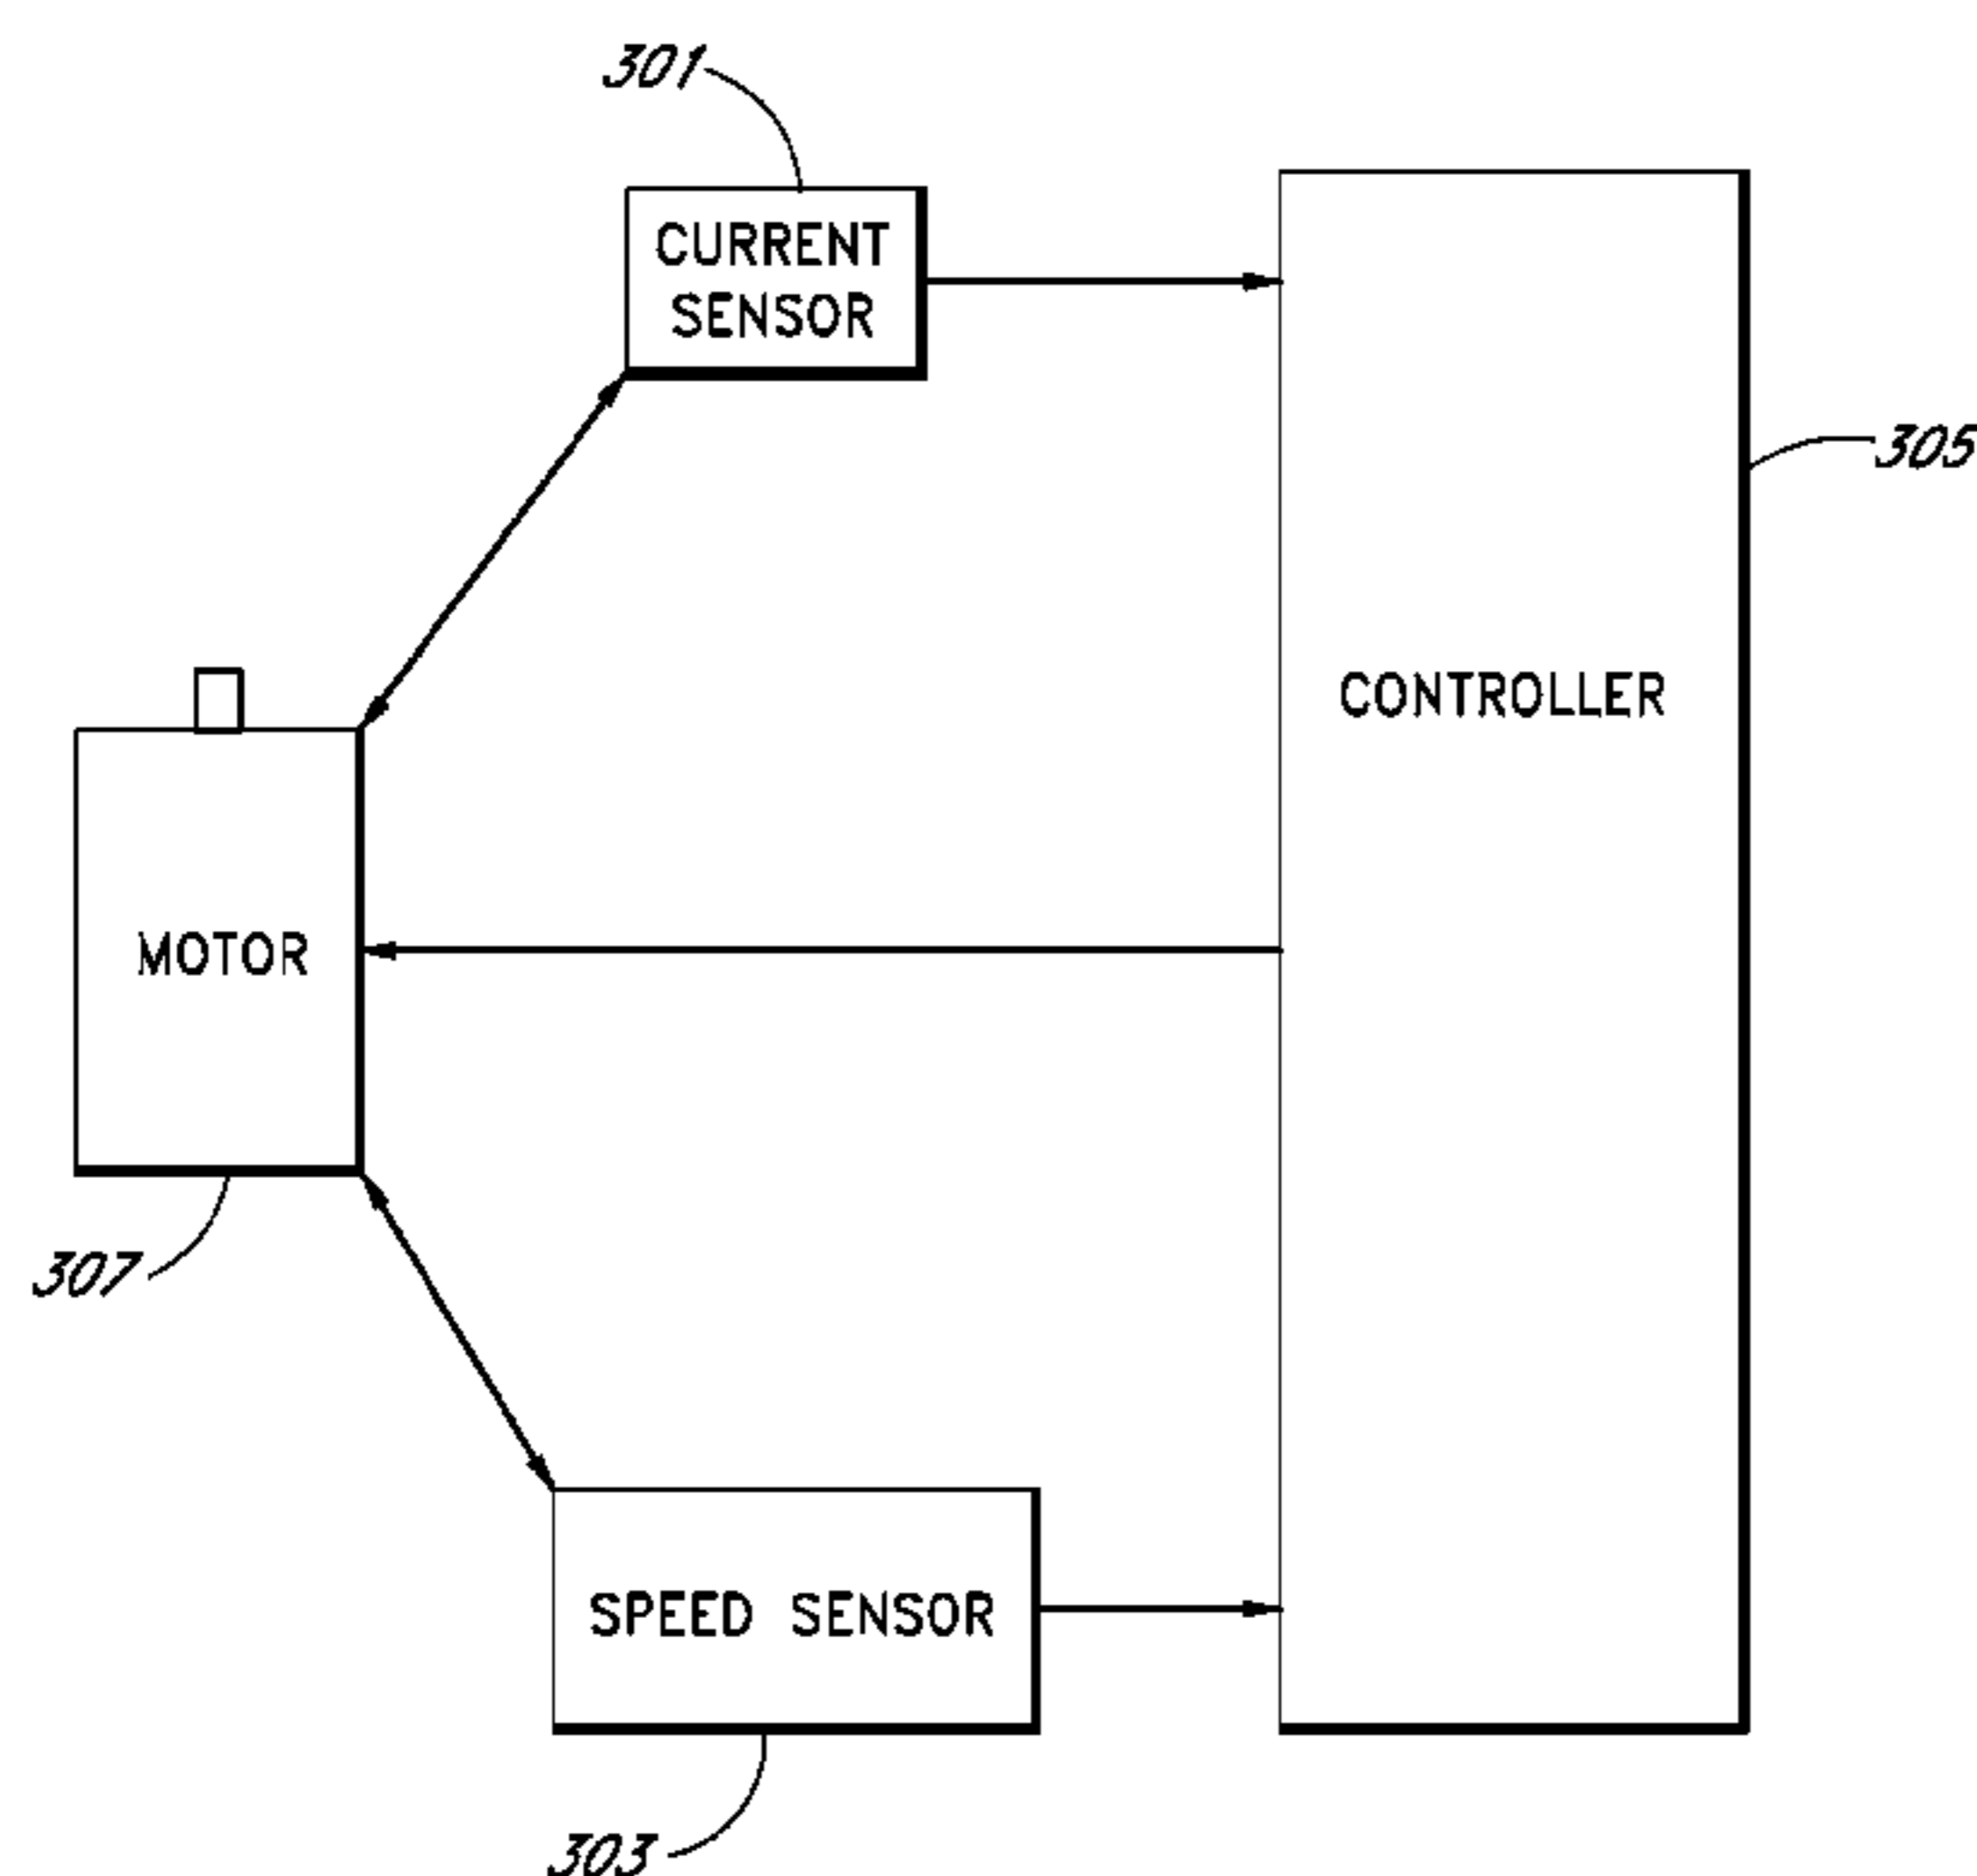 301
CURRENT
SENSOR
305
CONTROLLER
MOTOR
307
SPEED SENSOR
303